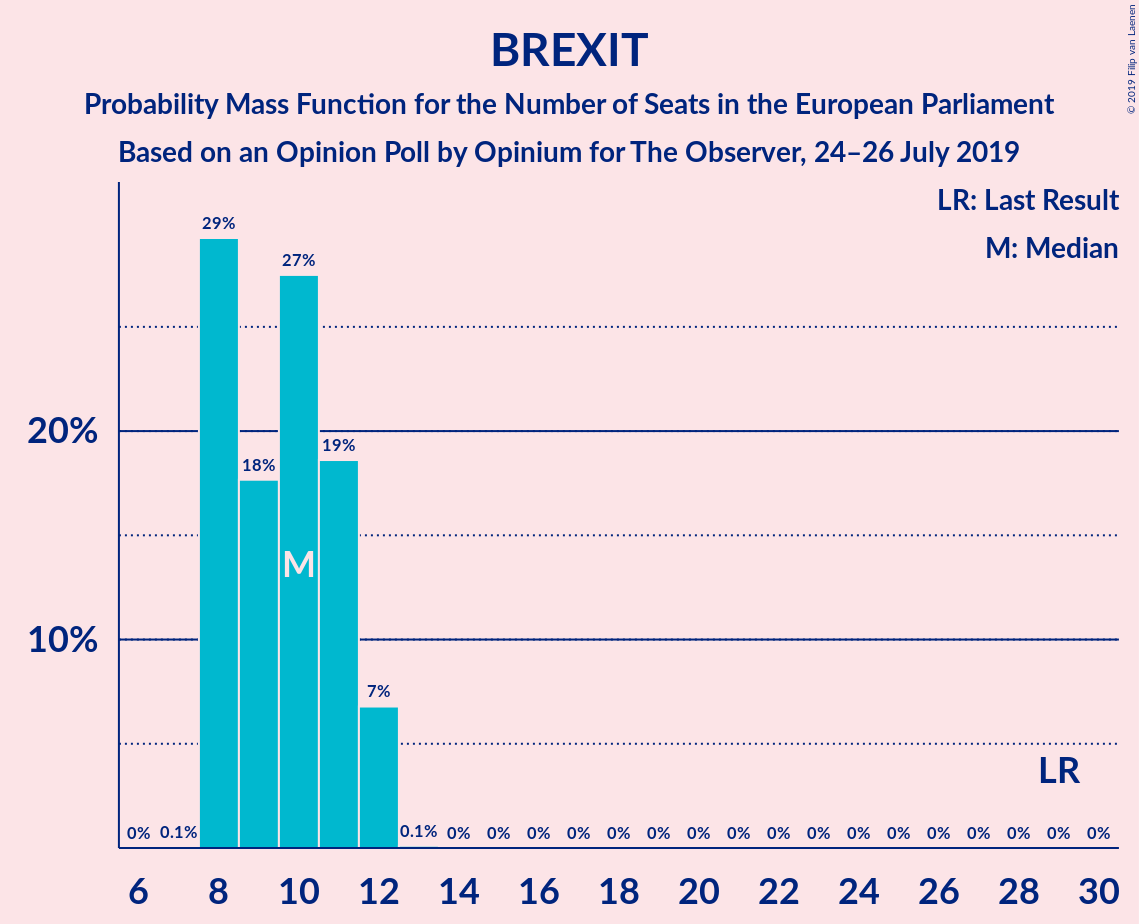 BREXIT
Probability Mass Function for the Number of Seats in the European Parliament
Based on an Opinion Poll by Opinium for The Observer, 24–26 July 2019
© 2019 Filip van Laenen
LR: Last Result
M: Median
29%
27%
20%
19%
18%
M
10%
7%
LR
0% 0.1% 0.1% 0% 0% 0% 0% 0% 0% 0% 0% 0% 0% 0% 0% 0% 0% 0% 0% 0%
6 8 10 12 14 16 18 20 22 24 26 28 30